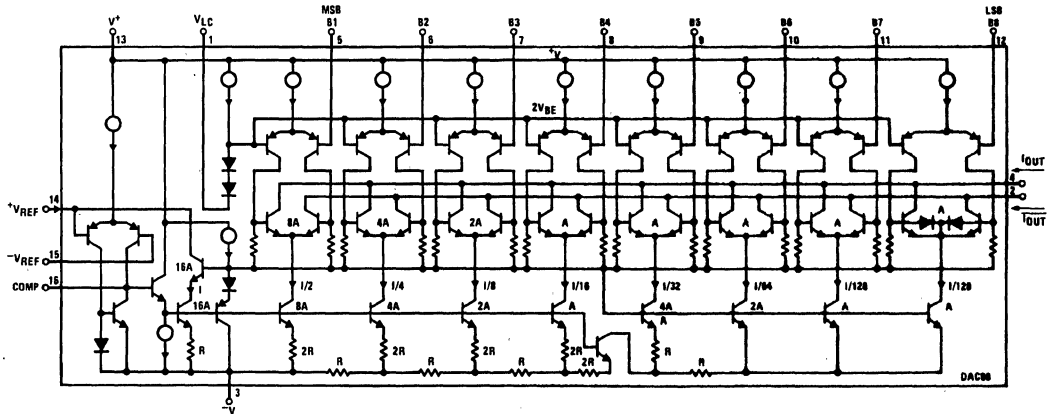 V+ VLC MSB B1 B2 B3 B4 B5 B6 B7 LSB B8
13 1 5 6 7 8 9 10 11 12
+V
2VBE
IOUT
4
2
IOUT
14
+VREF
-VREF
15
16
COMP
8A 4A 2A A A A A A
16A
I
I/2 I/4 I/8 I/16 I/32 I/64 I/128 I/128
16A 8A 4A 2A A 4A 2A A A
A
R 2R 2R 2R 2R R
R R R 2R R
3
-V
DAC08